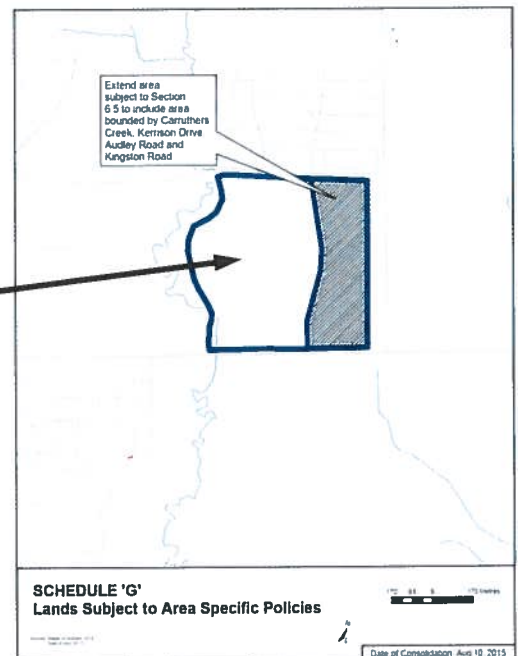 Extend area
subject to Section
6.5 to include area
bounded by Carruthers
Creek, Kerrison Drive
Audley Road and
Kingston Road
SCHEDULE 'G'
Lands Subject to Area Specific Policies
Date of Consolidation Aug 10, 2015